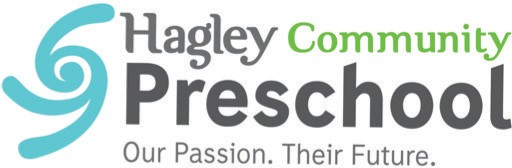 Hagley Community
Preschool
Our Passion. Their Future.